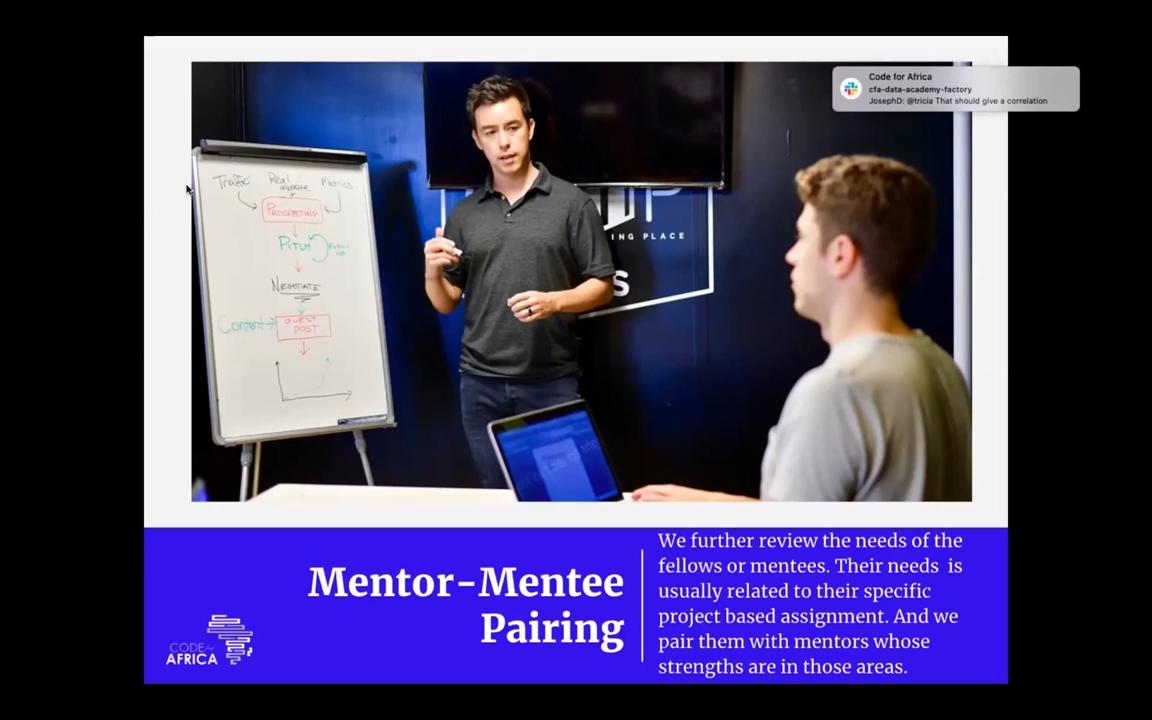 Code for Africa
cfa-data-academy-factory
JosephD: @tricia That should give a correlation
Traffic Real Website Metrics
PROSPECTING
PITCH
NEGOTIATE
Content
GUEST
POST
ING PLACE
S
Mentor-Mentee
Pairing
We further review the needs of the
fellows or mentees. Their needs is
usually related to their specific
project based assignment. And we
pair them with mentors whose
strengths are in those areas.
CODE for
AFRICA